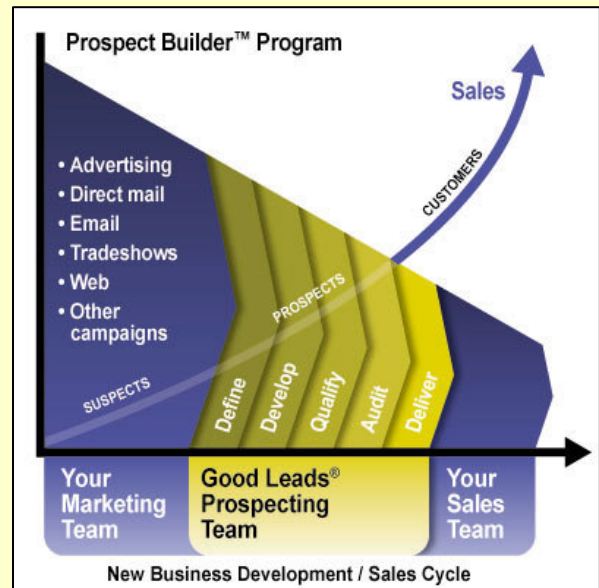 Prospect Builder™ Program
Sales
CUSTOMERS
• Advertising
• Direct mail
• Email
• Tradeshows
• Web
• Other
campaigns
PROSPECTS
SUSPECTS
Define
Develop
Qualify
Audit
Deliver
Your
Marketing
Team
Good Leads®
Prospecting
Team
Your
Sales
Team
New Business Development / Sales Cycle